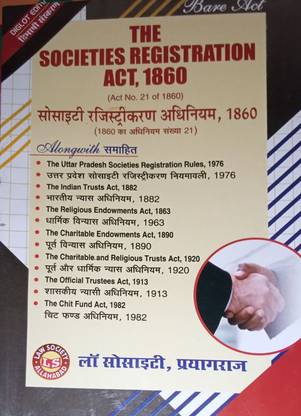 DIGLOT EDITION
द्विभाषी संस्करण
Bare Act
THE
SOCIETIES REGISTRATION
ACT, 1860
(Act No. 21 of 1860)
सोसाइटी रजिस्ट्रीकरण अधिनियम, 1860
(1860 का अधिनियम संख्या 21)
Alongwith समाहित
• The Uttar Pradesh Societies Registration Rules, 1976
• उत्तर प्रदेश सोसाइटी रजिस्ट्रीकरण नियमावली, 1976
• The Indian Trusts Act, 1882
• भारतीय न्यास अधिनियम, 1882
• The Religious Endowments Act, 1863
• धार्मिक विन्यास अधिनियम, 1963
• The Charitable Endowments Act, 1890
• पूर्त विन्यास अधिनियम, 1890
• The Charitable and Religious Trusts Act, 1920
• पूर्त और धार्मिक न्यास अधिनियम, 1920
• The Official Trustees Act, 1913
• शासकीय न्यासी अधिनियम, 1913
• The Chit Fund Act, 1982
चिट फण्ड अधिनियम, 1982
LAW SOCIETY
LS
ALLAHABAD
लॉ सोसाइटी, प्रयागराज